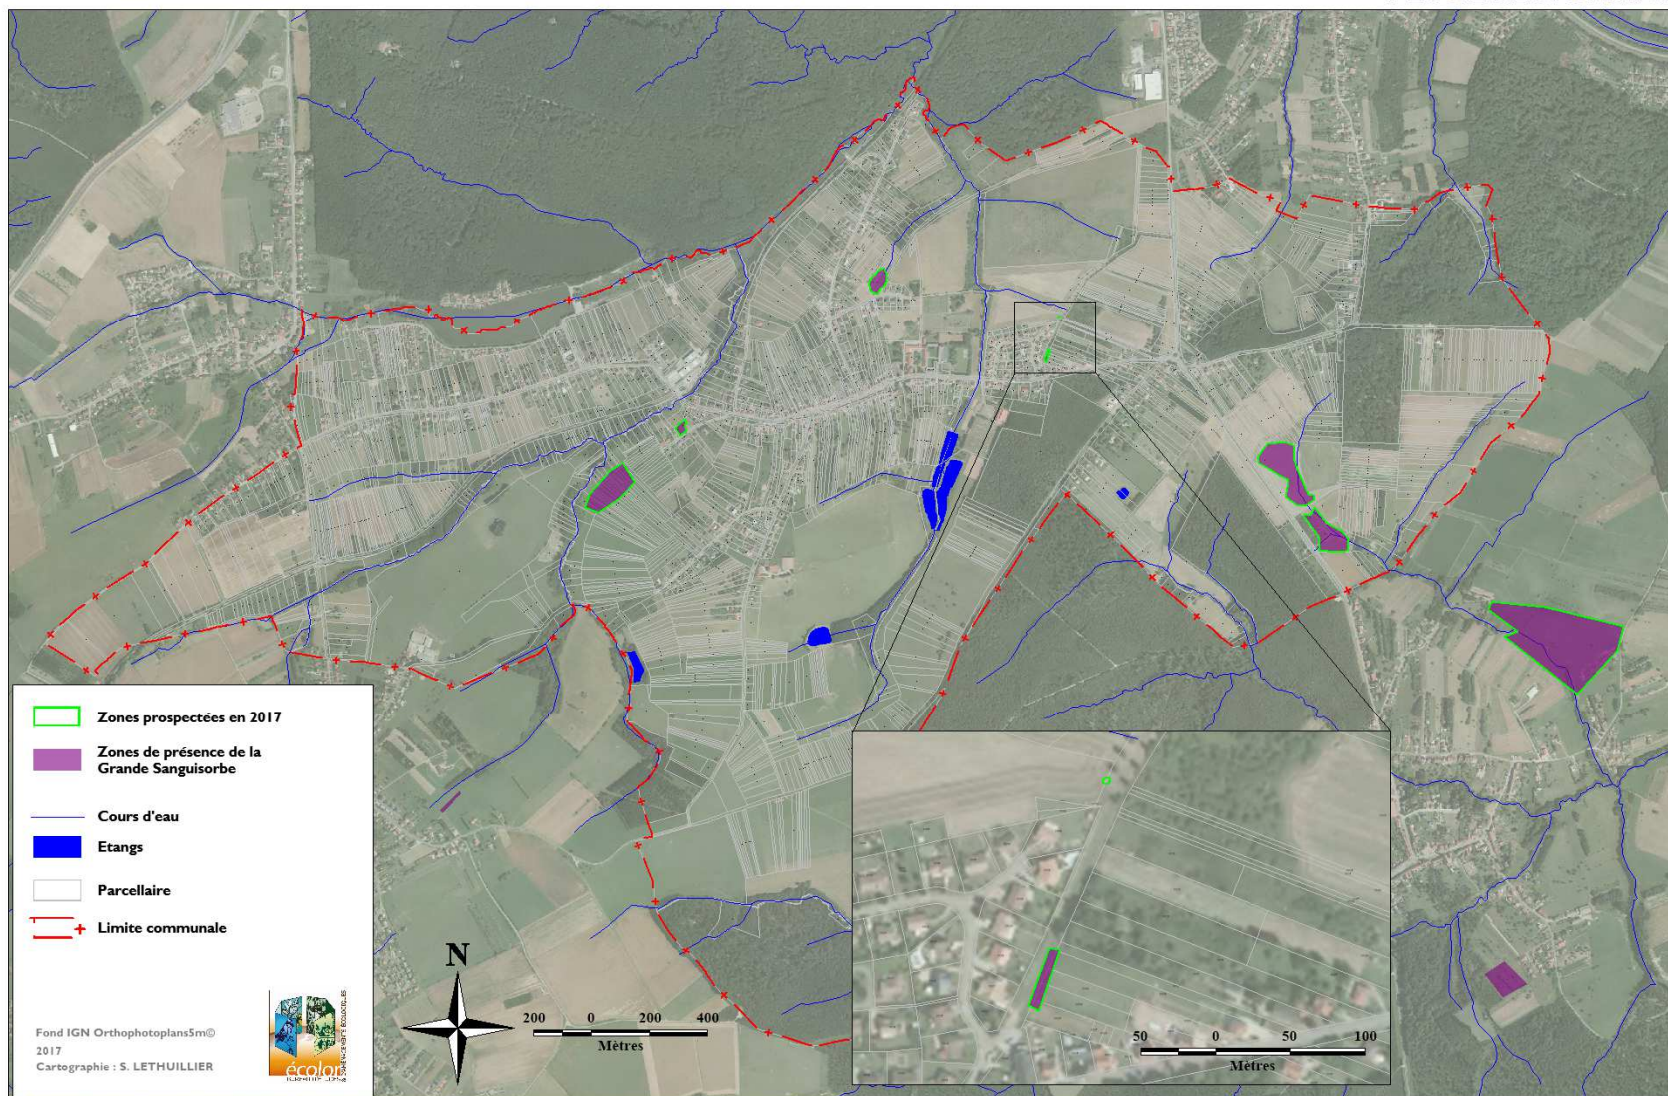 Zones prospectées en 2017
Zones de présence de la
Grande Sanguisorbe
Cours d'eau
Etangs
Parcellaire
Limite communale
Fond IGN Orthophotoplans5m©
2017
Cartographie : S. LETHUILLIER
écolor
N
200 0 200 400
Mètres
50 0 50 100
Mètres